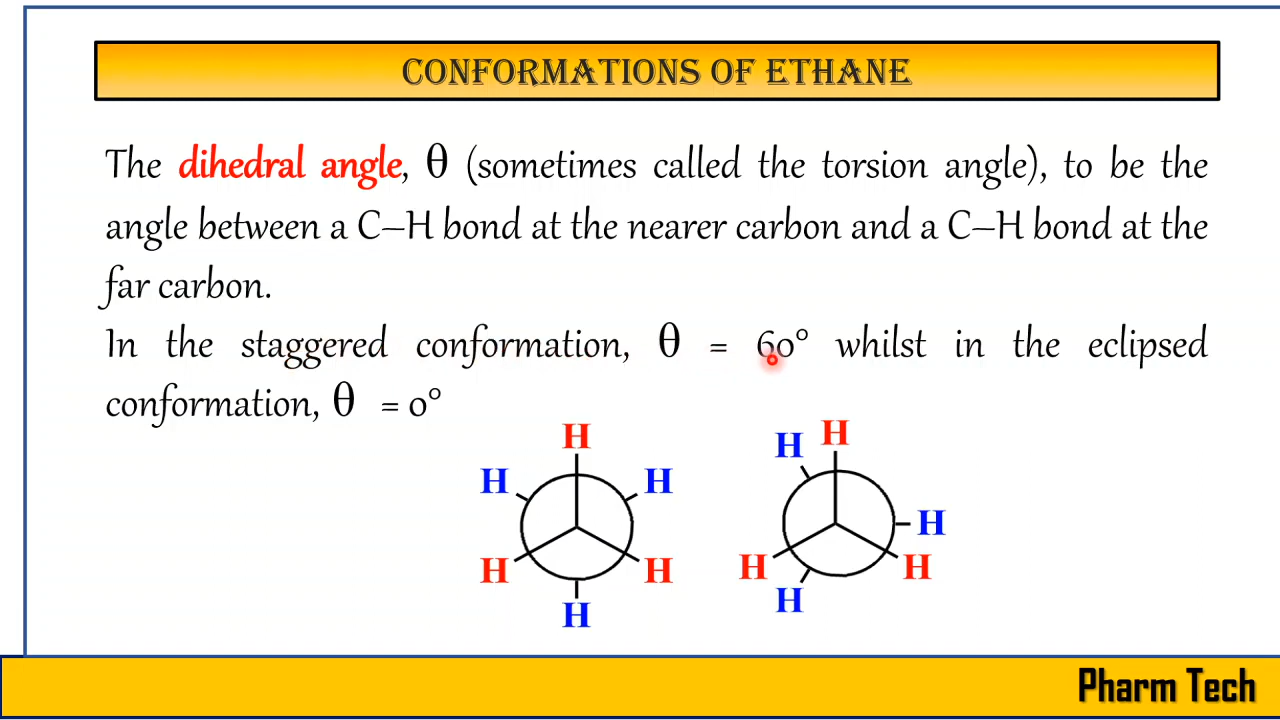 CONFORMATIONS OF ETHANE
The dihedral angle, θ (sometimes called the torsion angle), to be the
angle between a C–H bond at the nearer carbon and a C–H bond at the
far carbon.
In the staggered conformation, θ = 60° whilst in the eclipsed
conformation, θ = 0°
H H
H H H
H
H H H H
H H
Pharm Tech